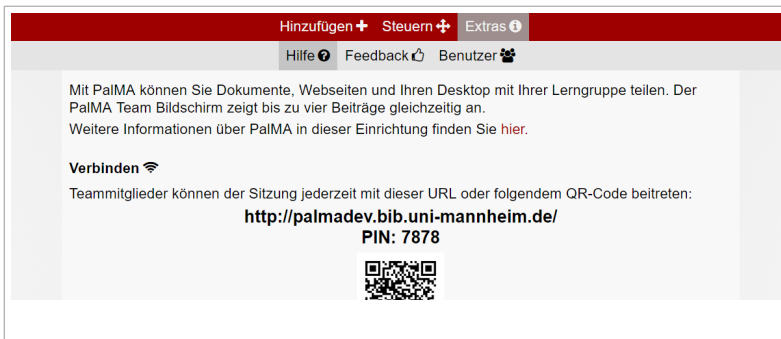 Hinzufügen Steuern Extras
Hilfe Feedback Benutzer
Mit PalMA können Sie Dokumente, Webseiten und Ihren Desktop mit Ihrer Lerngruppe teilen. Der
PalMA Team Bildschirm zeigt bis zu vier Beiträge gleichzeitig an.
Weitere Informationen über PalMA in dieser Einrichtung finden Sie hier.
Verbinden
Teammitglieder können der Sitzung jederzeit mit dieser URL oder folgendem QR-Code beitreten:
http://palmadev.bib.uni-mannheim.de/
PIN: 7878